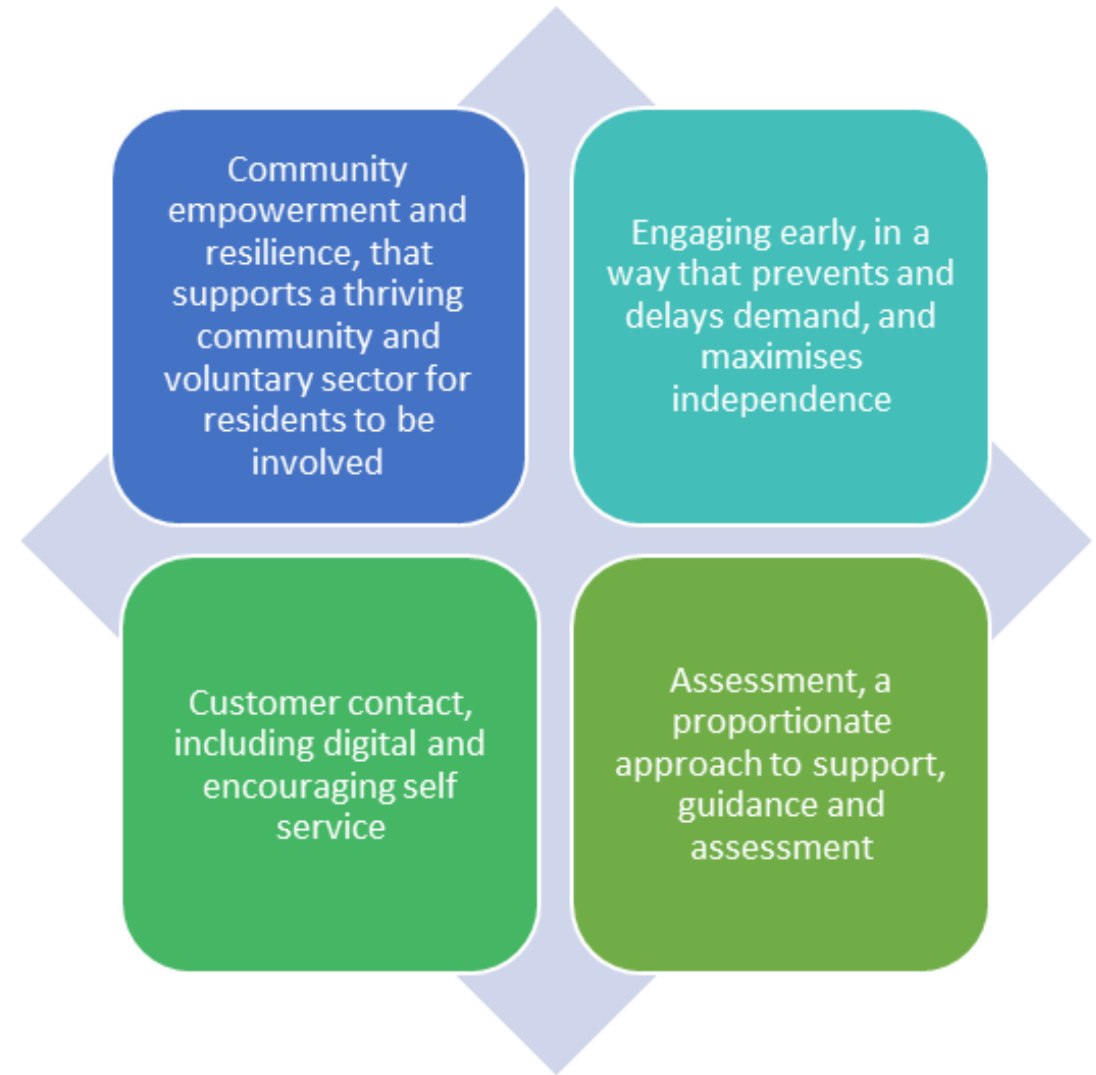 Community
empowerment and
resilience, that
supports a thriving
community and
voluntary sector for
residents to be
involved
Engaging early, in a
way that prevents and
delays demand, and
maximises
independence
Customer contact,
including digital and
encouraging self
service
Assessment, a
proportionate
approach to support,
guidance and
assessment